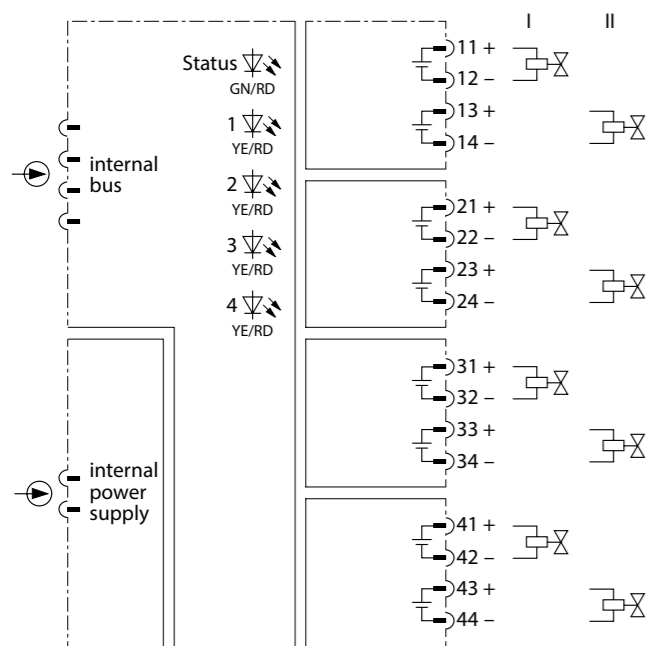 I II
Status
GN/RD
1
YE/RD
2
YE/RD
3
YE/RD
4
YE/RD
internal
bus
internal
power
supply
11 +
12 –
13 +
14 –
21 +
22 –
23 +
24 –
31 +
32 –
33 +
34 –
41 +
42 –
43 +
44 –